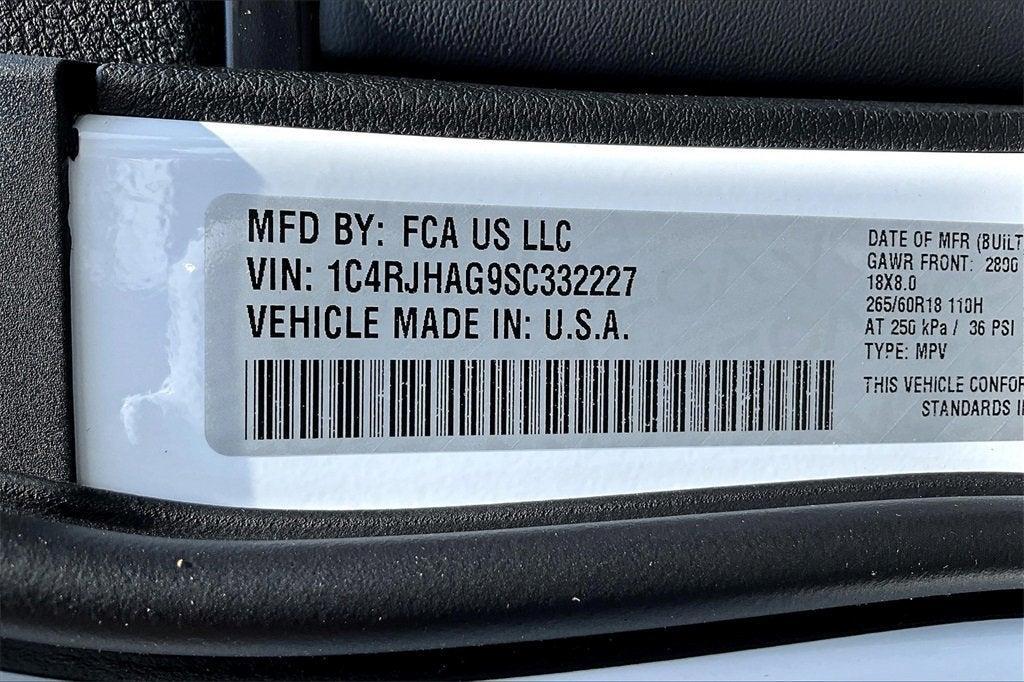 MFD BY: FCA US LLC
VIN: 1C4RJHAG9SC332227
VEHICLE MADE IN: U.S.A.
DATE OF MFR (BUILT
GAWR FRONT: 2800
18X8.0
265/60R18 110H
AT 250 kPa / 36 PSI
TYPE: MPV
THIS VEHICLE CONFOR
STANDARDS I